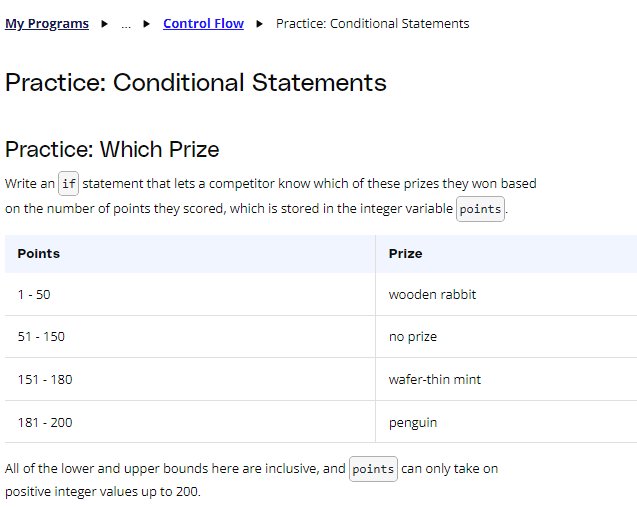 My Programs ▶ ... ▶ Control Flow ▶ Practice: Conditional Statements
Practice: Conditional Statements
Practice: Which Prize
Write an if statement that lets a competitor know which of these prizes they won based
on the number of points they scored, which is stored in the integer variable points.
Points Prize
1 - 50 wooden rabbit
51 - 150 no prize
151 - 180 wafer-thin mint
181 - 200 penguin
All of the lower and upper bounds here are inclusive, and points can only take on
positive integer values up to 200.